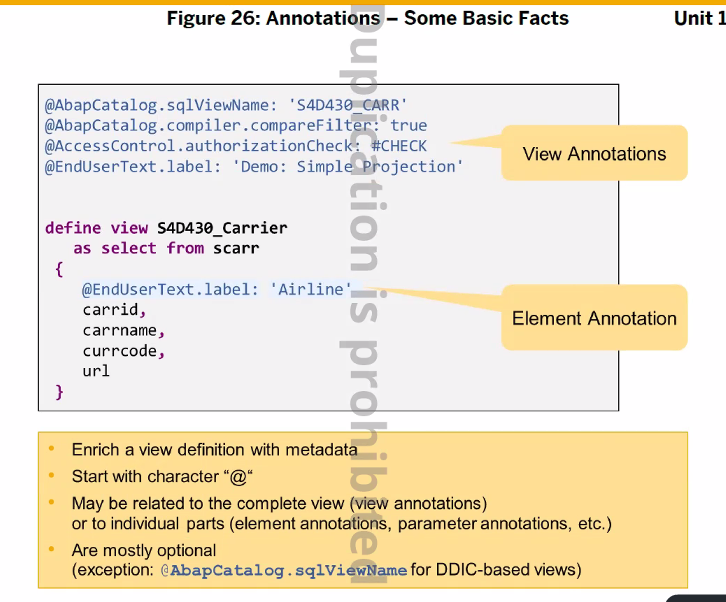 Figure 26: Annotations – Some Basic Facts
Unit 1
@AbapCatalog.sqlViewName: 'S4D430_CARR'
@AbapCatalog.compiler.compareFilter: true
@AccessControl.authorizationCheck: #CHECK
@EndUserText.label: 'Demo: Simple Projection'
View Annotations
define view S4D430_Carrier
as select from scarr
{
@EndUserText.label: 'Airline'
carrid,
carrname,
currcode,
url
}
Element Annotation
• Enrich a view definition with metadata
• Start with character “@“
• May be related to the complete view (view annotations)
or to individual parts (element annotations, parameter annotations, etc.)
• Are mostly optional
(exception: @AbapCatalog.sqlViewName for DDIC-based views)
Duplication is prohibited